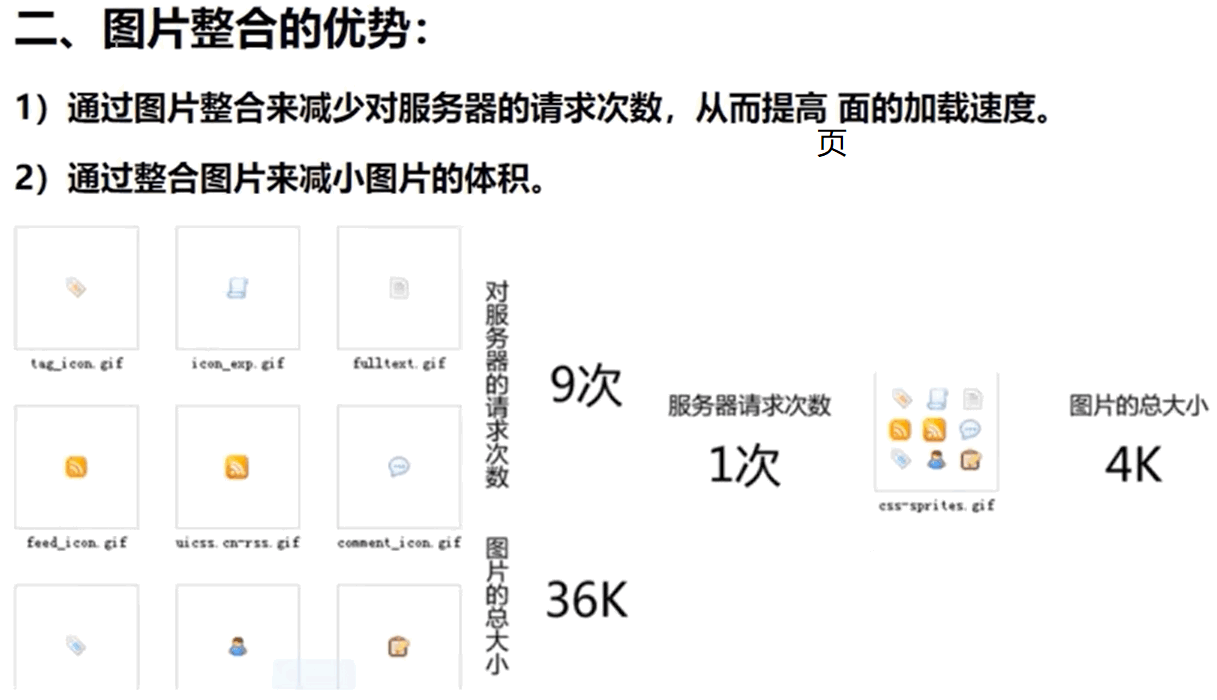 二、图片整合的优势：
1）通过图片整合来减少对服务器的请求次数，从而提高 面的加载速度。
页
2）通过整合图片来减小图片的体积。
tag_icon.gif
icon_exp.gif
fulltext.gif
feed_icon.gif
uicss.cn-rss.gif
comment_icon.gif
对服务器的请求次数
9次
图片的总大小
36K
服务器请求次数
1次
css-sprites.gif
图片的总大小
4K